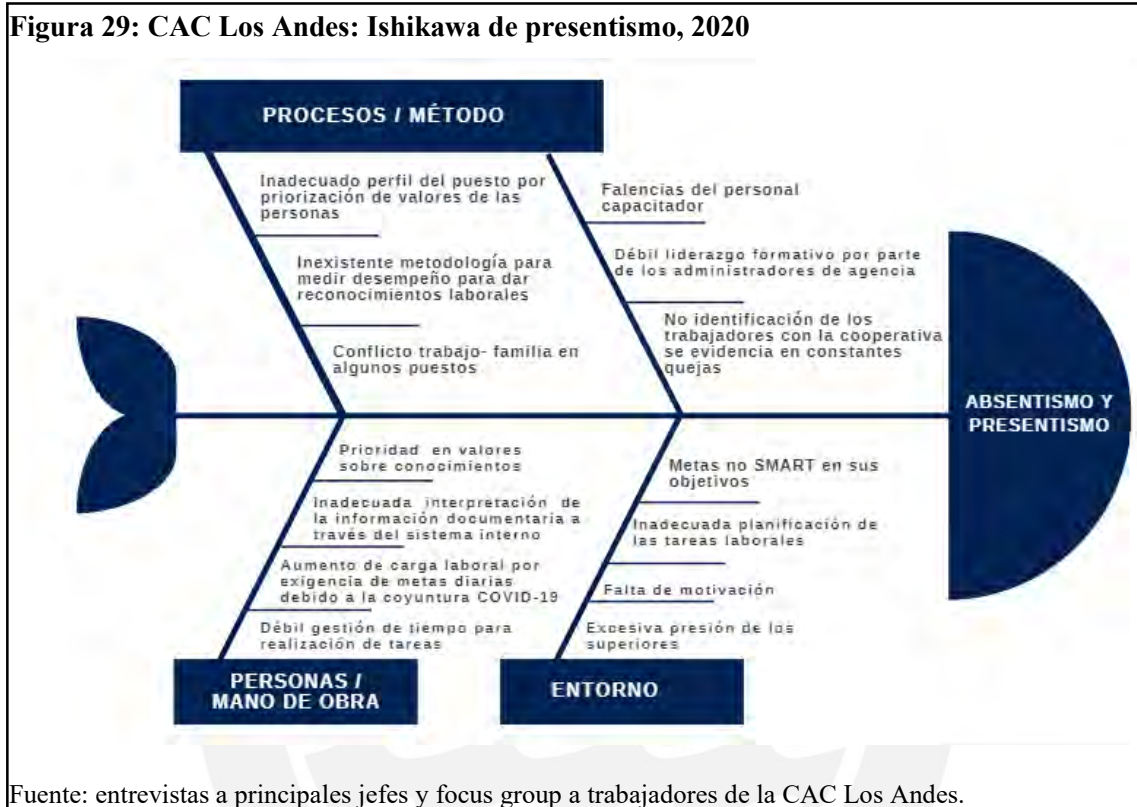 Figura 29: CAC Los Andes: Ishikawa de presentismo, 2020
PROCESOS / MÉTODO
Inadecuado perfil del puesto por
priorización de valores de las
personas
Inexistente metodología para
medir desempeño para dar
reconocimientos laborales
Conflicto trabajo- familia en
algunos puestos
Falencias del personal
capacitador
Débil liderazgo formativo por parte
de los administradores de agencia
No identificación de los
trabajadores con la cooperativa
se evidencia en constantes
quejas
ABSENTISMO Y
PRESENTISMO
Prioridad en valores
sobre conocimientos
Inadecuada interpretación de
la información documentaria a
través del sistema interno
Aumento de carga laboral por
exigencia de metas diarias
debido a la coyuntura COVID-19
Débil gestión de tiempo para
realización de tareas
Metas no SMART en sus
objetivos
Inadecuada planificación de
las tareas laborales
Falta de motivación
Excesiva presión de los
superiores
PERSONAS /
MANO DE OBRA
ENTORNO
Fuente: entrevistas a principales jefes y focus group a trabajadores de la CAC Los Andes.